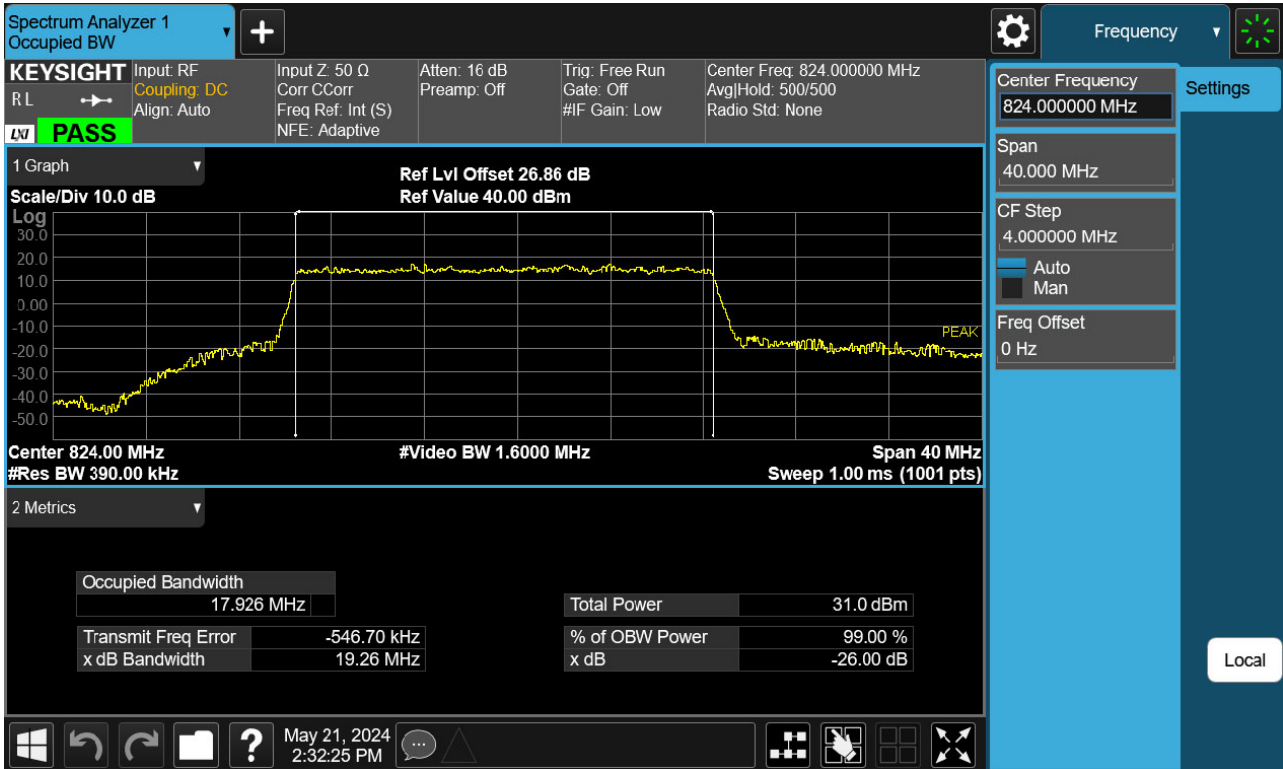 Spectrum Analyzer 1
Occupied BW
Frequency
KEYSIGHT
R L
LXI PASS
Input: RF
Coupling: DC
Align: Auto
Input Z: 50 Ω
Corr CCorr
Freq Ref: Int (S)
NFE: Adaptive
Atten: 16 dB
Preamp: Off
Trig: Free Run
Gate: Off
#IF Gain: Low
Center Freq: 824.000000 MHz
Avg|Hold: 500/500
Radio Std: None
Center Frequency
824.000000 MHz
Settings
Span
40.000 MHz
CF Step
4.000000 MHz
Auto
Man
Freq Offset
0 Hz
Local
1 Graph
Scale/Div 10.0 dB
Ref Lvl Offset 26.86 dB
Ref Value 40.00 dBm
Log
30.0
20.0
10.0
0.00
-10.0
-20.0
-30.0
-40.0
-50.0
PEAK
Center 824.00 MHz
#Video BW 1.6000 MHz
Span 40 MHz
#Res BW 390.00 kHz
Sweep 1.00 ms (1001 pts)
2 Metrics
Occupied Bandwidth
17.926 MHz
Total Power 31.0 dBm
Transmit Freq Error -546.70 kHz
% of OBW Power 99.00 %
x dB Bandwidth 19.26 MHz
x dB -26.00 dB
?
May 21, 2024
2:32:25 PM